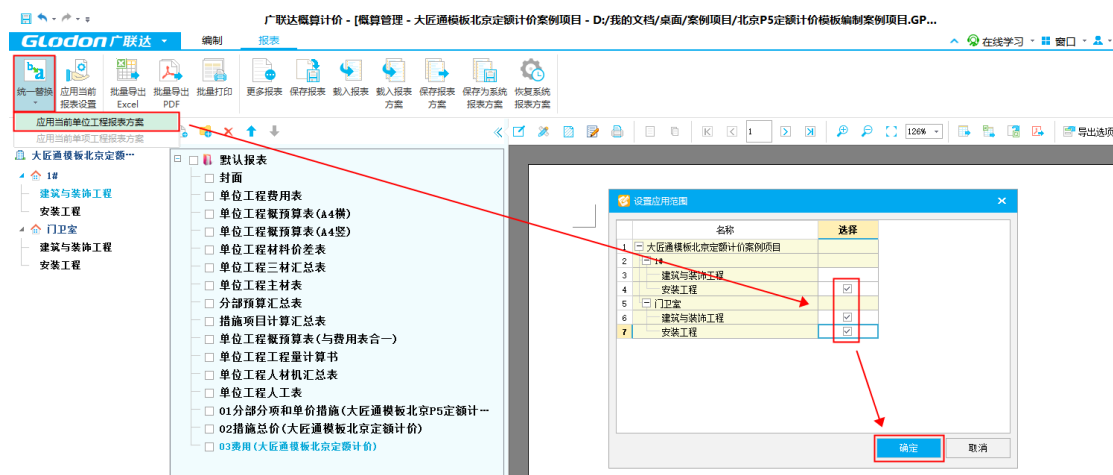 广联达概算计价 - [概算管理 - 大匠通模板北京定额计价案例项目 - D:/我的文档/桌面/案例项目/北京P5定额计价模板编制案例项目.GP...
GLodon广联达
编制
报表
在线学习
窗口
统一替换
应用当前
报表设置
批量导出
Excel
批量导出
PDF
批量打印
更多报表
保存报表
载入报表
载入报表
方案
保存报表
方案
保存为系统
报表方案
恢复系统
报表方案
应用当前单位工程报表方案
应用当前单项工程报表方案
1
126%
导出选项
大匠通模板北京定额…
1#
建筑与装饰工程
安装工程
门卫室
建筑与装饰工程
安装工程
默认报表
封面
单位工程费用表
单位工程概预算表(A4横)
单位工程概预算表(A4竖)
单位工程材料价差表
单位工程三材汇总表
单位工程主材表
分部预算汇总表
措施项目计算汇总表
单位工程概预算表(与费用表合一)
单位工程工程量计算书
单位工程人材机汇总表
单位工程人工表
01分部分项和单价措施(大匠通模板北京P5定额计…
02措施总价(大匠通模板北京定额计价)
03费用(大匠通模板北京定额计价)
设置应用范围
名称 选择
1 大匠通模板北京定额计价案例项目
2 1#
3 建筑与装饰工程
4 安装工程
5 门卫室
6 建筑与装饰工程
7 安装工程
确定
取消